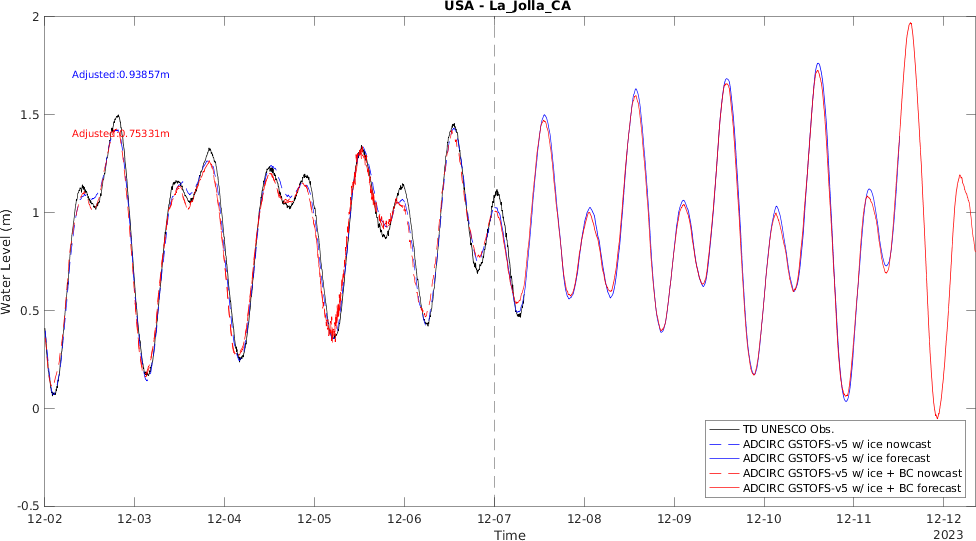 USA - La_Jolla_CA
2
Adjusted:0.93857m
1.5
Adjusted:0.75331m
1
Water Level (m)
0.5
0
TD UNESCO Obs.
ADCIRC GSTOFS-v5 w/ ice nowcast
ADCIRC GSTOFS-v5 w/ ice forecast
ADCIRC GSTOFS-v5 w/ ice + BC nowcast
ADCIRC GSTOFS-v5 w/ ice + BC forecast
-0.5
12-02 12-03 12-04 12-05 12-06 12-07 12-08 12-09 12-10 12-11 12-12
Time 2023